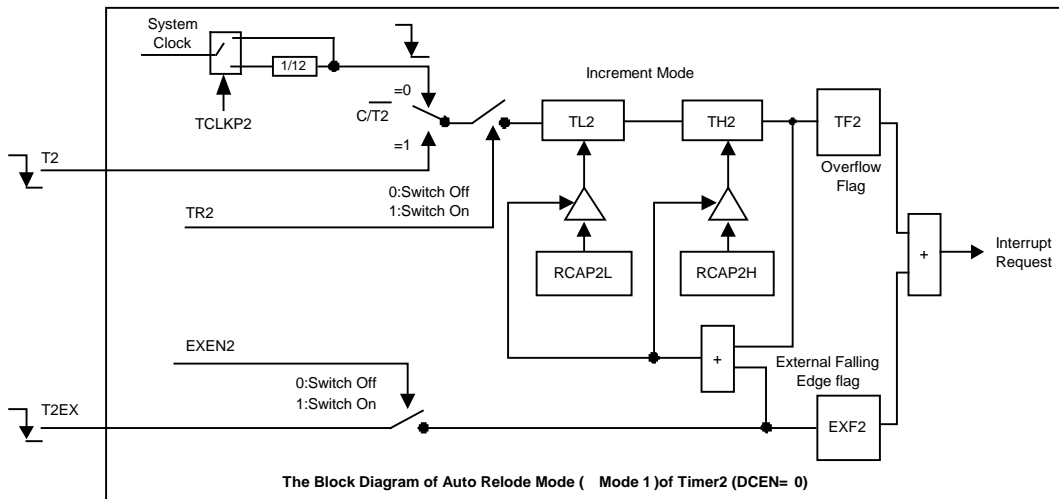 System
Clock
1/12
TCLKP2
=0
C/T2
=1
T2
Increment Mode
TL2
TH2
TF2
Overflow
Flag
0:Switch Off
1:Switch On
TR2
RCAP2L
RCAP2H
+
Interrupt
Request
EXEN2
0:Switch Off
1:Switch On
+
External Falling
Edge flag
T2EX
EXF2
The Block Diagram of Auto Relode Mode ( Mode 1 )of Timer2 (DCEN= 0)